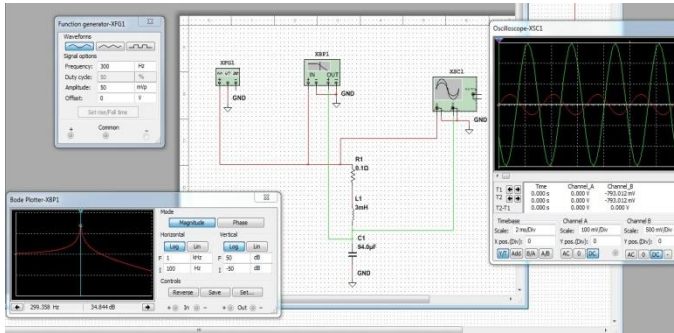 Function generator-XFG1
Waveforms
Signal options
Frequency: 300 Hz
Duty cycle: 50 %
Amplitude: 50 mVp
Offset: 0 V
Set rise/Fall time
+ Common -
XFG1
GND
XBP1
IN OUT
GND
XSC1
GND
R1
0.1Ω
L1
3mH
C1
94.0µF
GND
Oscilloscope-XSC1
Time Channel_A Channel_B
T1 0.000 s 0.000 V -793.012 mV
T2 0.000 s 0.000 V -793.012 mV
T2-T1 0.000 s 0.000 V 0.000 V
Timebase Channel A Channel B
Scale: 2 ms/Div Scale: 100 mV/Div Scale: 500 mV/Div
X pos.(Div): 0 Y pos.(Div): 0 Y pos.(Div): 0
Y/T Add B/A A/B AC 0 DC AC 0 DC -
Bode Plotter-XBP1
Mode
Magnitude Phase
Horizontal Vertical
Log Lin Log Lin
F 1 kHz F 50 dB
I 100 Hz I -50 dB
Controls
Reverse Save Set...
299.358 Hz 34.844 dB
+ In - + Out -